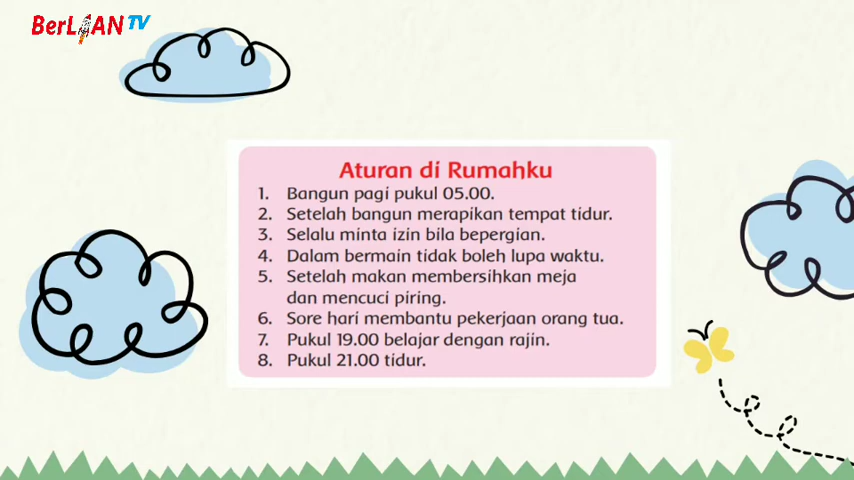 BerLIAN TV
Aturan di Rumahku
1. Bangun pagi pukul 05.00.
2. Setelah bangun merapikan tempat tidur.
3. Selalu minta izin bila bepergian.
4. Dalam bermain tidak boleh lupa waktu.
5. Setelah makan membersihkan meja
dan mencuci piring.
6. Sore hari membantu pekerjaan orang tua.
7. Pukul 19.00 belajar dengan rajin.
8. Pukul 21.00 tidur.